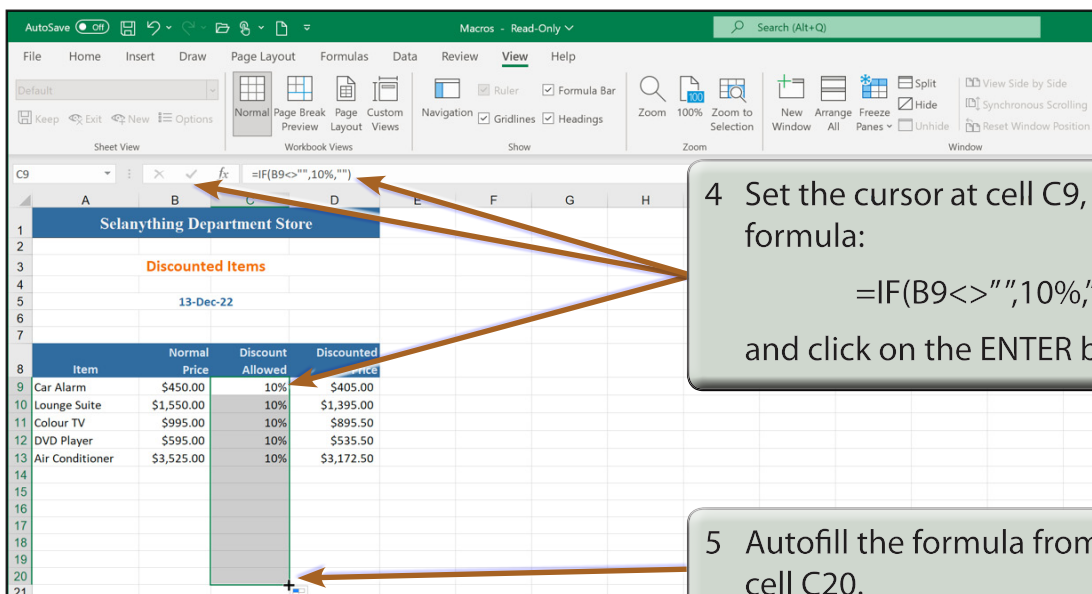 AutoSave Off Macros - Read-Only Search (Alt+Q)
File Home Insert Draw Page Layout Formulas Data Review View Help
Default
Keep Exit New Options
Normal Page Break Preview Page Layout Custom Views
Navigation Ruler Formula Bar Gridlines Headings
Zoom 100% Zoom to Selection
New Window Arrange All Freeze Panes Split Hide Unhide
View Side by Side
Synchronous Scrolling
Reset Window Position
Sheet View Workbook Views Show Zoom Window
C9 fx =IF(B9<>"",10%,"")
A B C D E F G H
1 Selanything Department Store
2
3 Discounted Items
4
5 13-Dec-22
6
7
8 Item Normal Price Discount Allowed Discounted
9 Car Alarm $450.00 10% $405.00
10 Lounge Suite $1,550.00 10% $1,395.00
11 Colour TV $995.00 10% $895.50
12 DVD Player $595.00 10% $535.50
13 Air Conditioner $3,525.00 10% $3,172.50
14
15
16
17
18
19
20
21
4 Set the cursor at cell C9,
formula:
=IF(B9<>"",10%,"
and click on the ENTER
5 Autofill the formula from
cell C20.